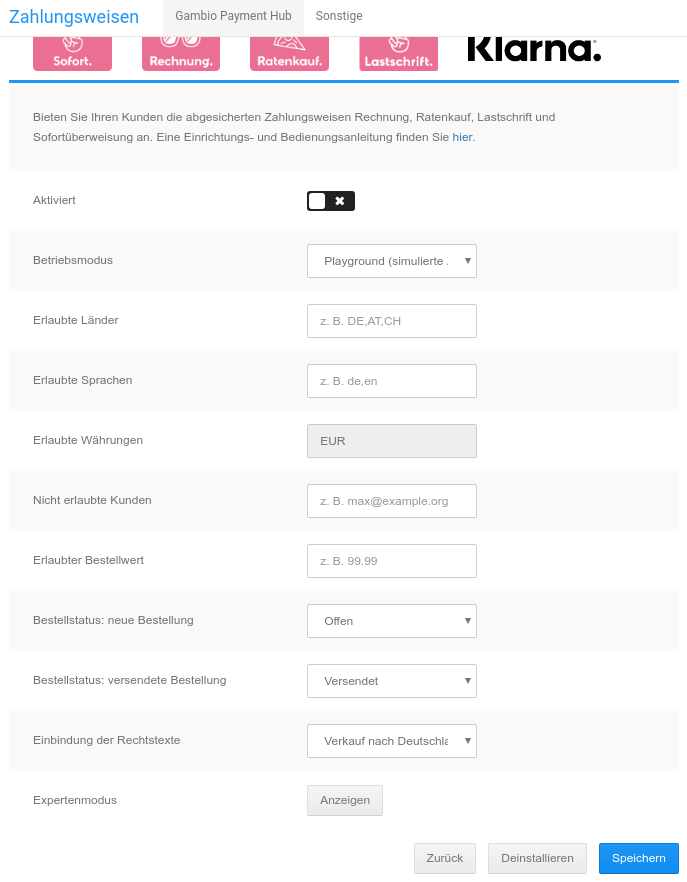 Zahlungsweisen Gambio Payment Hub Sonstige
Sofort. Rechnung. Ratenkauf. Lastschrift. Klarna.
Bieten Sie Ihren Kunden die abgesicherten Zahlungsweisen Rechnung, Ratenkauf, Lastschrift und
Sofortüberweisung an. Eine Einrichtungs- und Bedienungsanleitung finden Sie hier.
Aktiviert
Betriebsmodus Playground (simulierte
Erlaubte Länder z. B. DE,AT,CH
Erlaubte Sprachen z. B. de,en
Erlaubte Währungen EUR
Nicht erlaubte Kunden z. B. max@example.org
Erlaubter Bestellwert z. B. 99.99
Bestellstatus: neue Bestellung Offen
Bestellstatus: versendete Bestellung Versendet
Einbindung der Rechtstexte Verkauf nach Deutschla
Expertenmodus Anzeigen
Zurück Deinstallieren Speichern